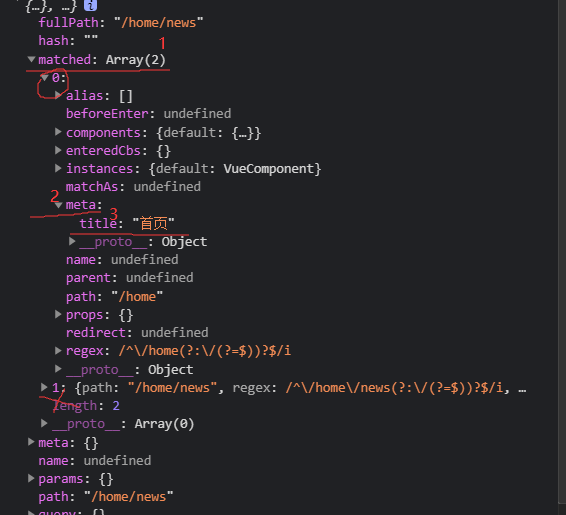 {…}, …} i
fullPath: "/home/news"
hash: ""
1
matched: Array(2)
0:
alias: []
beforeEnter: undefined
components: {default: {…}}
enteredCbs: {}
instances: {default: VueComponent}
matchAs: undefined
2
meta:
3
title: "首页"
__proto__: Object
name: undefined
parent: undefined
path: "/home"
props: {}
redirect: undefined
regex: /^\/home(?:\/(?=$))?$/i
__proto__: Object
1: {path: "/home/news", regex: /^\/home\/news(?:\/(?=$))?$/i, …
length: 2
__proto__: Array(0)
meta: {}
name: undefined
params: {}
path: "/home/news"
query: {}